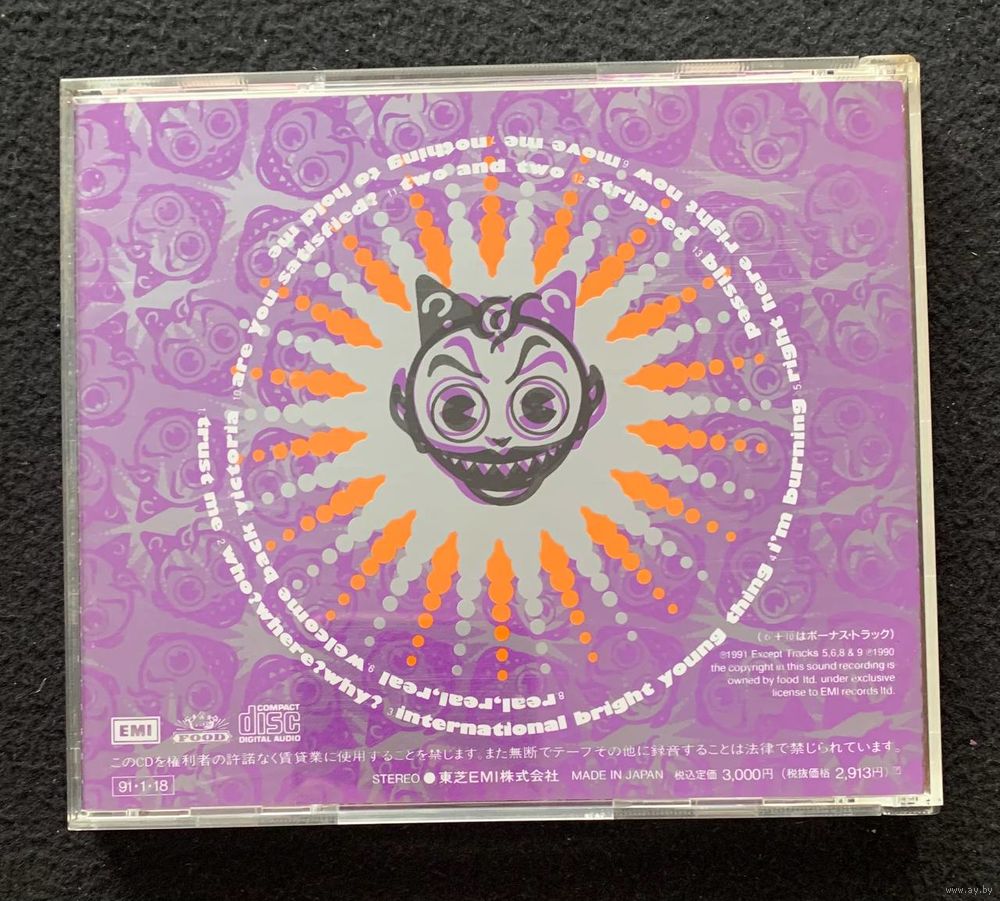 1 trust me 2 who?where?why? 3 international bright young thing 4 i'm burning 5 right here right now 6 move me 7 nothing to hold me
8 real,real,real 9 welcome back victoria 10 are you satisfied? 11 two and two 12 stripped 13 blissed
(6+10はボーナストラック)
℗1991 Except Tracks 5,6,8 & 9 ℗1990
the copyright in this sound recording is
owned by food ltd. under exclusive
license to EMI records ltd.
EMI FOOD COMPACT disc DIGITAL AUDIO
このCDを権利者の許諾なく賃貸業に使用することを禁じます。また無断でテープその他に録音することは法律で禁じられています。
STEREO ● 東芝EMI株式会社 MADE IN JAPAN 税込定価 3,000円 (税抜価格 2,913円)
91・1・18
www.ay.by